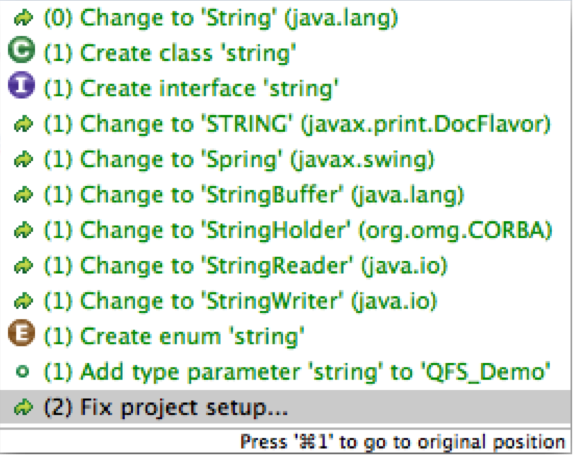 (0) Change to 'String' (java.lang)
C (1) Create class 'string'
I (1) Create interface 'string'
(1) Change to 'STRING' (javax.print.DocFlavor)
(1) Change to 'Spring' (javax.swing)
(1) Change to 'StringBuffer' (java.lang)
(1) Change to 'StringHolder' (org.omg.CORBA)
(1) Change to 'StringReader' (java.io)
(1) Change to 'StringWriter' (java.io)
E (1) Create enum 'string'
(1) Add type parameter 'string' to 'QFS_Demo'
(2) Fix project setup...
Press '⌘1' to go to original position